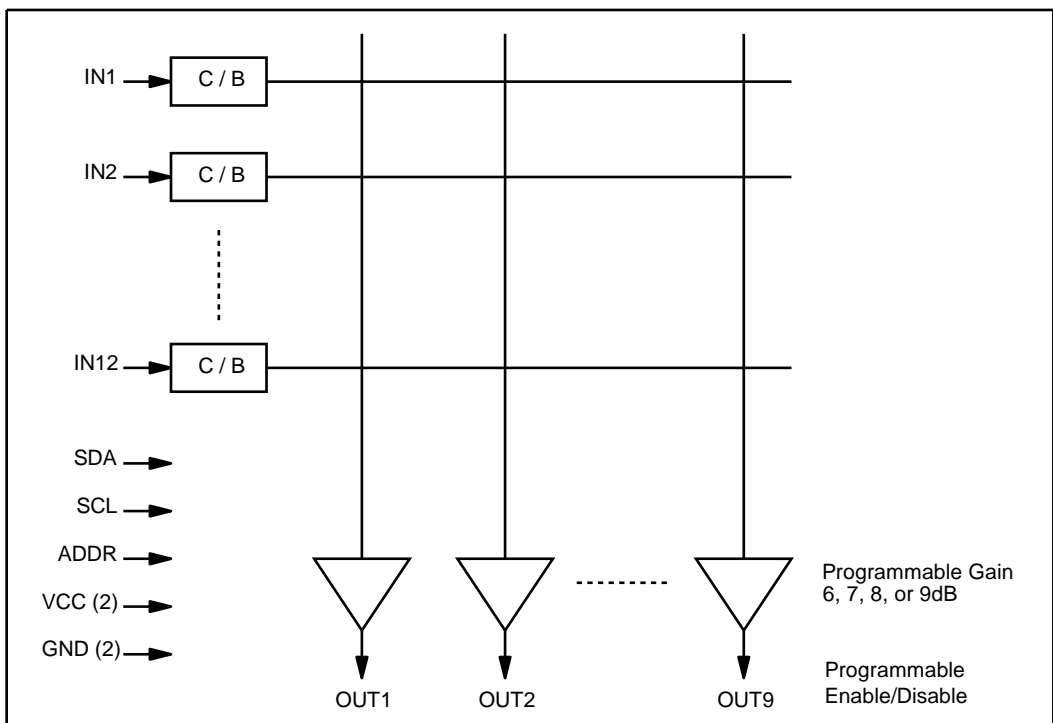 IN1
C / B
IN2
C / B
IN12
C / B
SDA
SCL
ADDR
VCC (2)
GND (2)
Programmable Gain
6, 7, 8, or 9dB
OUT1
OUT2
OUT9
Programmable
Enable/Disable